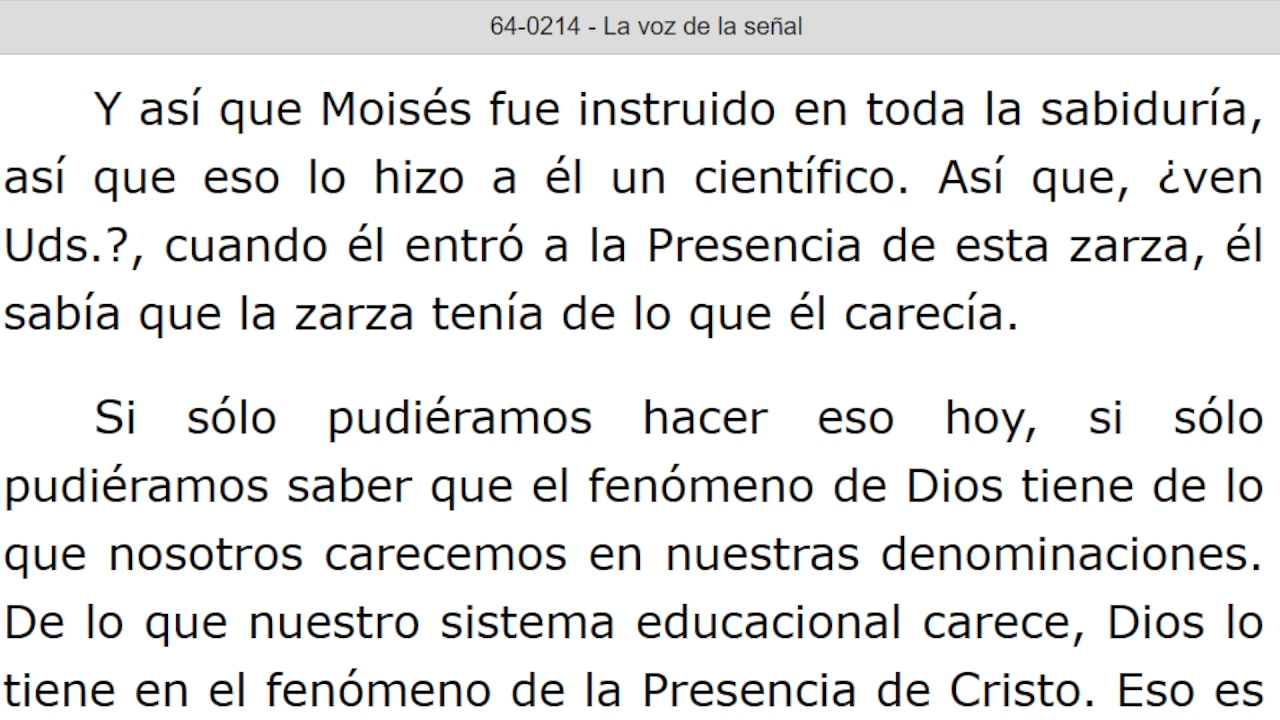 64-0214 - La voz de la señal
Y así que Moisés fue instruido en toda la sabiduría,
así que eso lo hizo a él un científico. Así que, ¿ven
Uds.?, cuando él entró a la Presencia de esta zarza, él
sabía que la zarza tenía de lo que él carecía.
Si sólo pudiéramos hacer eso hoy, si sólo
pudiéramos saber que el fenómeno de Dios tiene de lo
que nosotros carecemos en nuestras denominaciones.
De lo que nuestro sistema educacional carece, Dios lo
tiene en el fenómeno de la Presencia de Cristo. Eso es